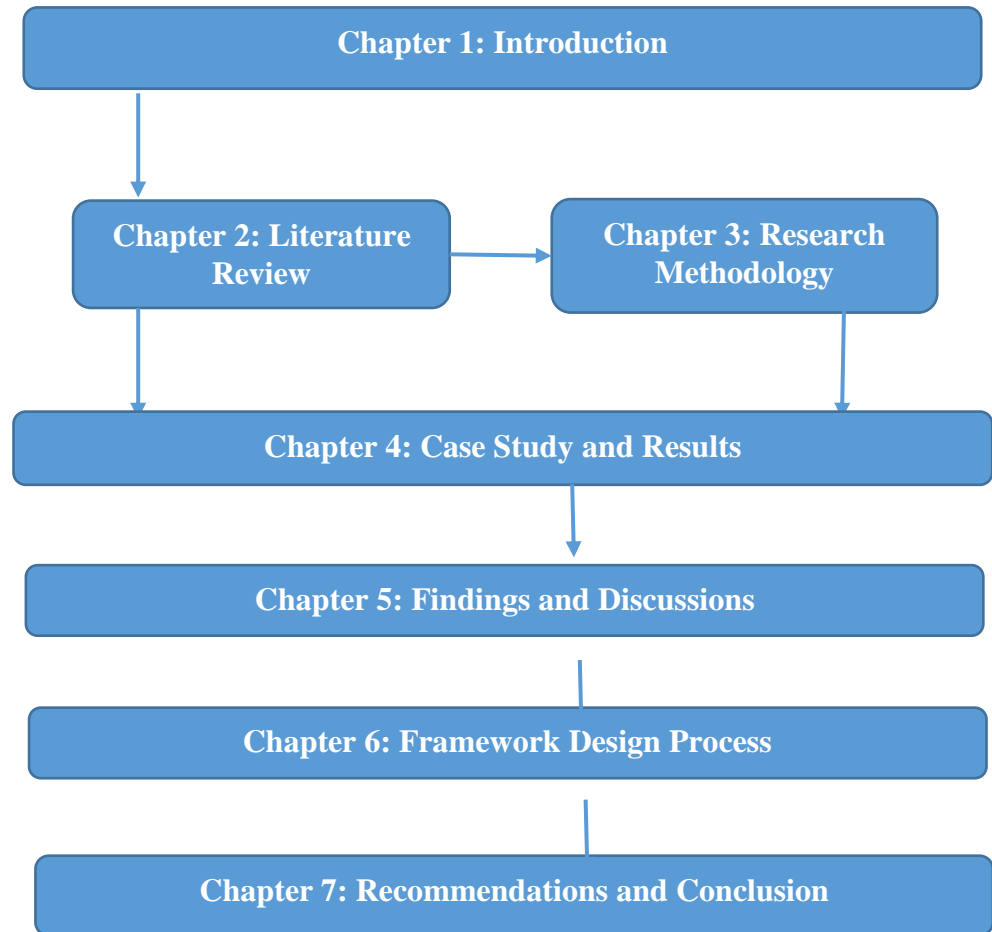 Chapter 1: Introduction
Chapter 2: Literature
Review
Chapter 3: Research
Methodology
Chapter 4: Case Study and Results
Chapter 5: Findings and Discussions
Chapter 6: Framework Design Process
Chapter 7: Recommendations and Conclusion